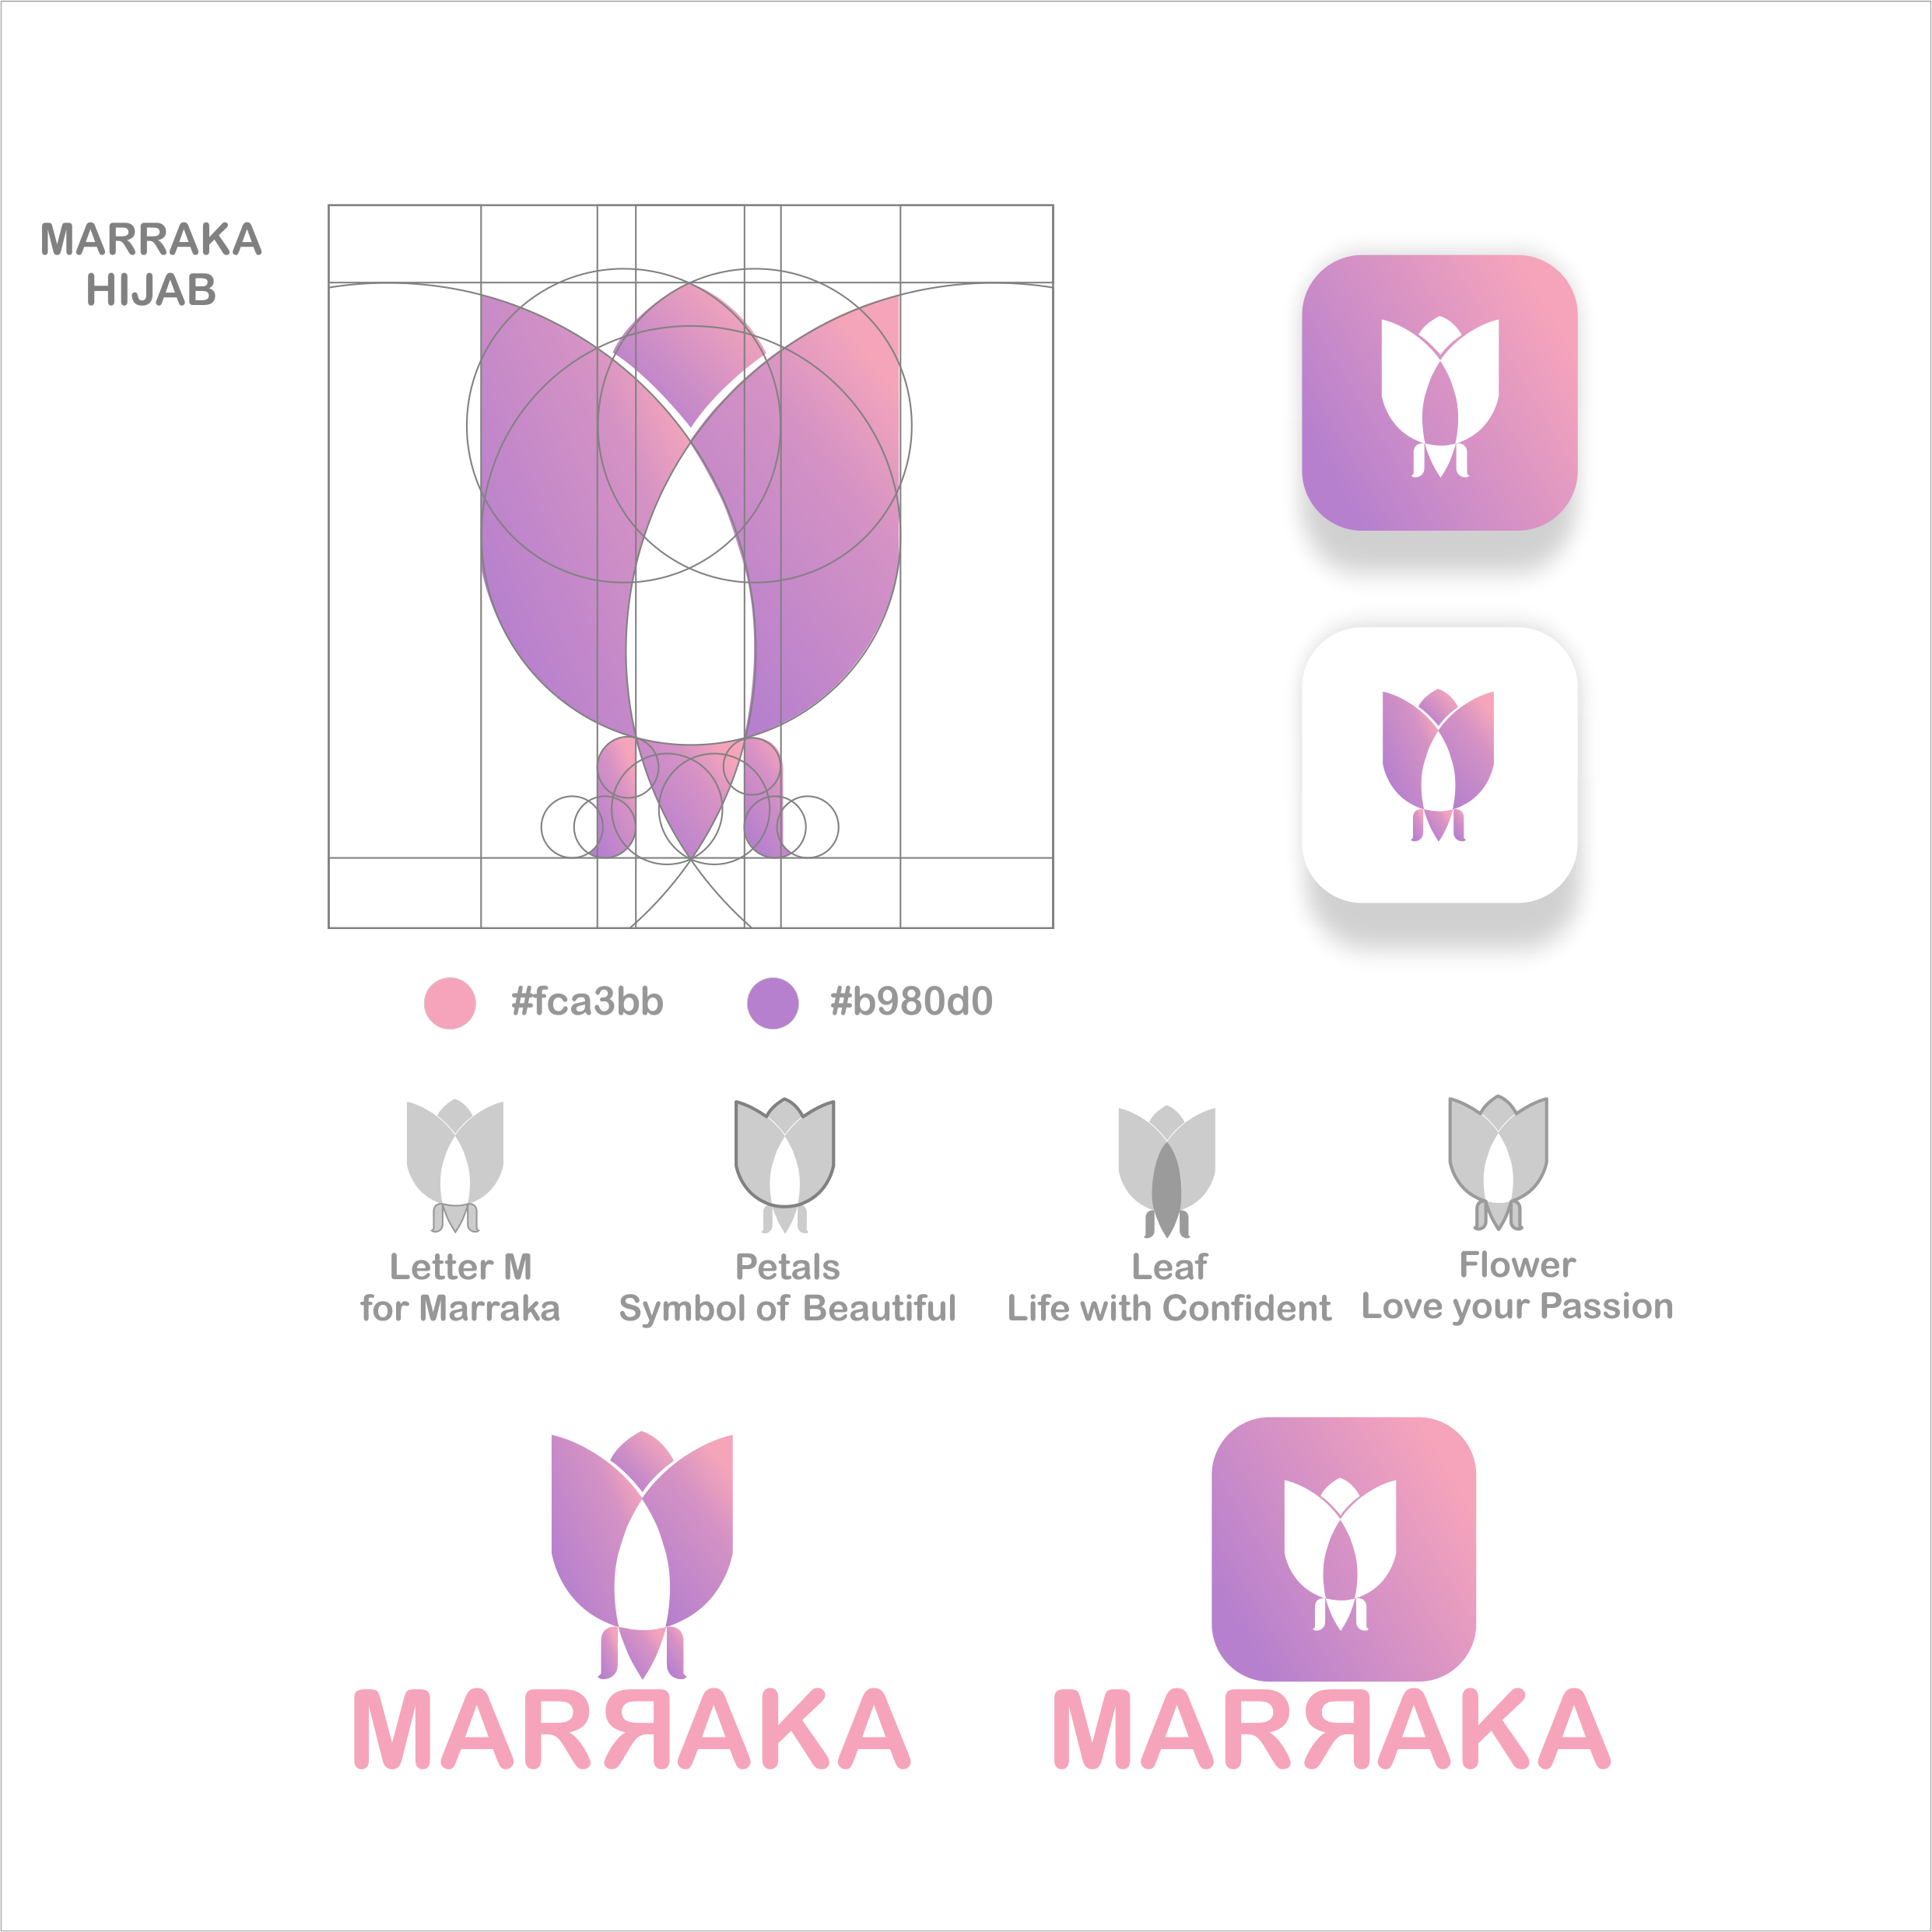 MARRAKA
HIJAB
#fca3bb
#b980d0
Letter M
for Marraka
Petals
Symbol of Beautiful
Leaf
Life with Confident
Flower
Love your Passion
MARЯAKA
MARЯAKA